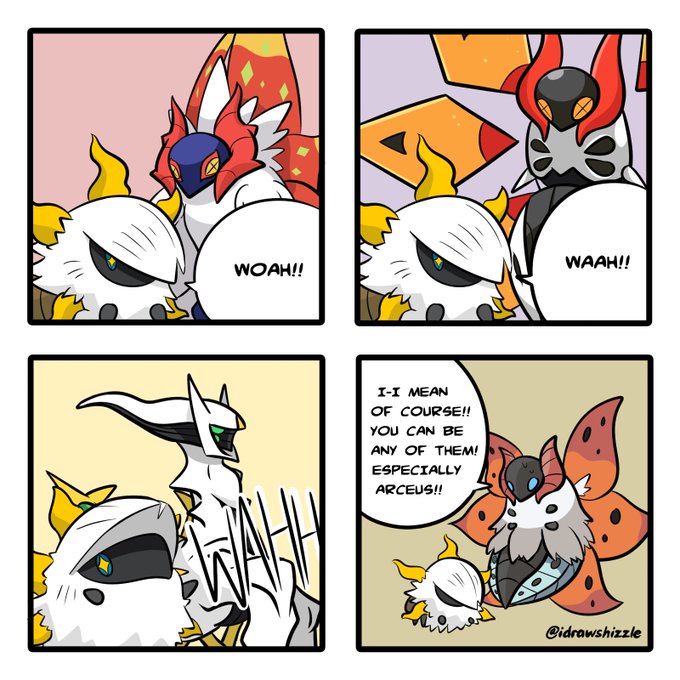 WOAH!!
WAAH!!
WAHH
I-I MEAN
OF COURSE!!
YOU CAN BE
ANY OF THEM!
ESPECIALLY
ARCEUS!!
@idrawshizzle